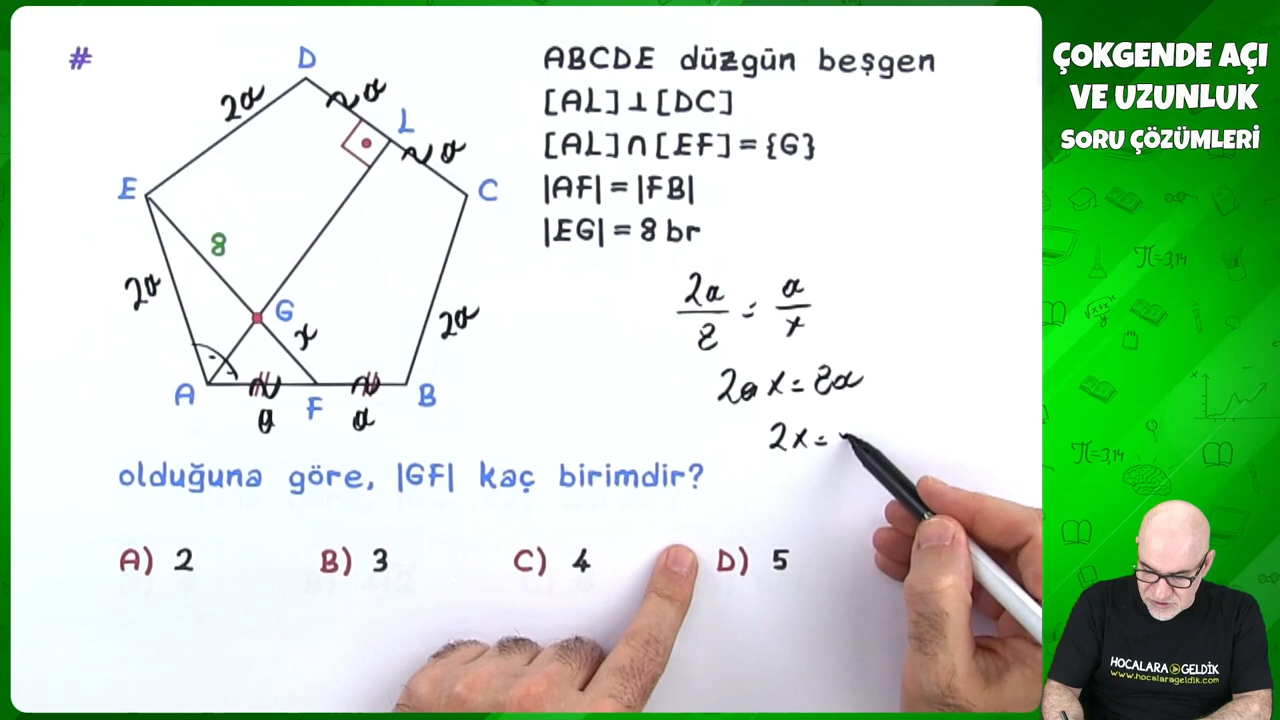 #
ABCDE düzgün beşgen
[AL]⊥[DC]
[AL]∩[EF]={G}
|AF|=|FB|
|EG|=8 br
D
2a
a
L
a
E
C
8
2a
G
x
2a
A
F
B
a
a
2a/8 = a/x
2a x = 8a
2x =
olduğuna göre, |GF| kaç birimdir?
A) 2
B) 3
C) 4
D) 5
ÇOKGENDE AÇI
VE UZUNLUK
SORU ÇÖZÜMLERİ
π=3,14
π=3,14
HOCALARA GELDİK
www.hocalarageldik.com